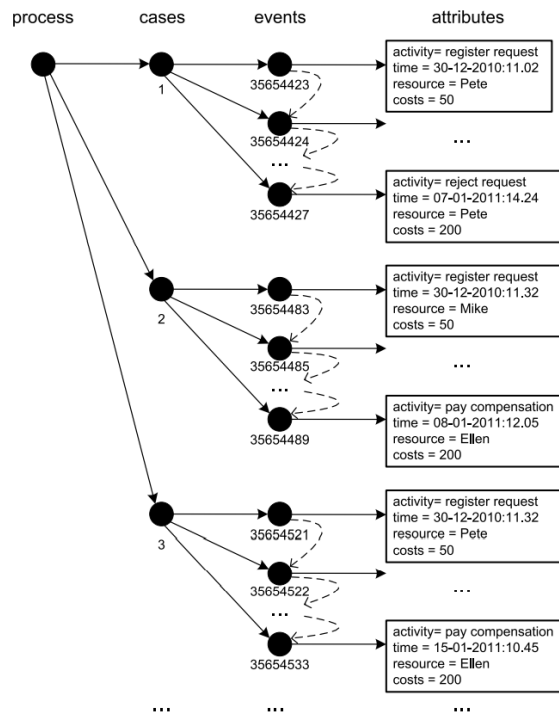 process cases events attributes
activity= register request
time = 30-12-2010:11.02
resource = Pete
costs = 50
1
35654423
35654424
...
...
activity= reject request
time = 07-01-2011:14.24
resource = Pete
costs = 200
35654427
activity= register request
time = 30-12-2010:11.32
resource = Mike
costs = 50
2
35654483
35654485
...
...
activity= pay compensation
time = 08-01-2011:12.05
resource = Ellen
costs = 200
35654489
activity= register request
time = 30-12-2010:11.32
resource = Pete
costs = 50
3
35654521
35654522
...
...
activity= pay compensation
time = 15-01-2011:10.45
resource = Ellen
costs = 200
35654533
... ... ...